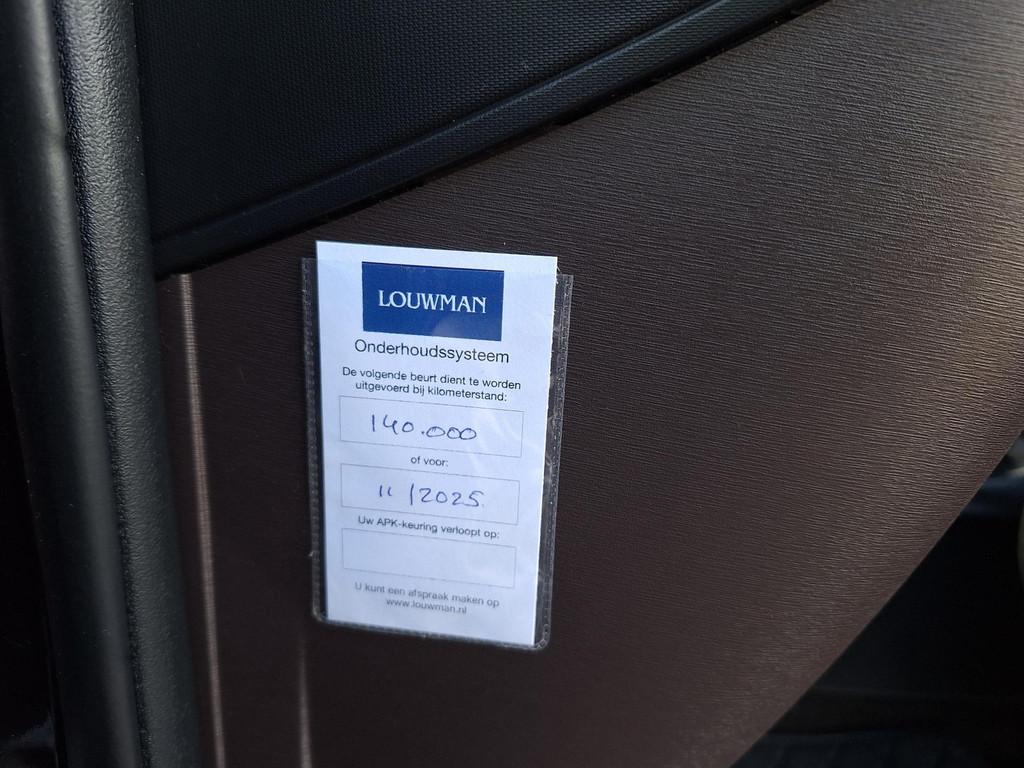 LOUWMAN
Onderhoudssysteem
De volgende beurt dient te worden
uitgevoerd bij kilometerstand:
140.000
of voor:
11/2025
Uw APK-keuring verloopt op:
U kunt een afspraak maken op
www.louwman.nl